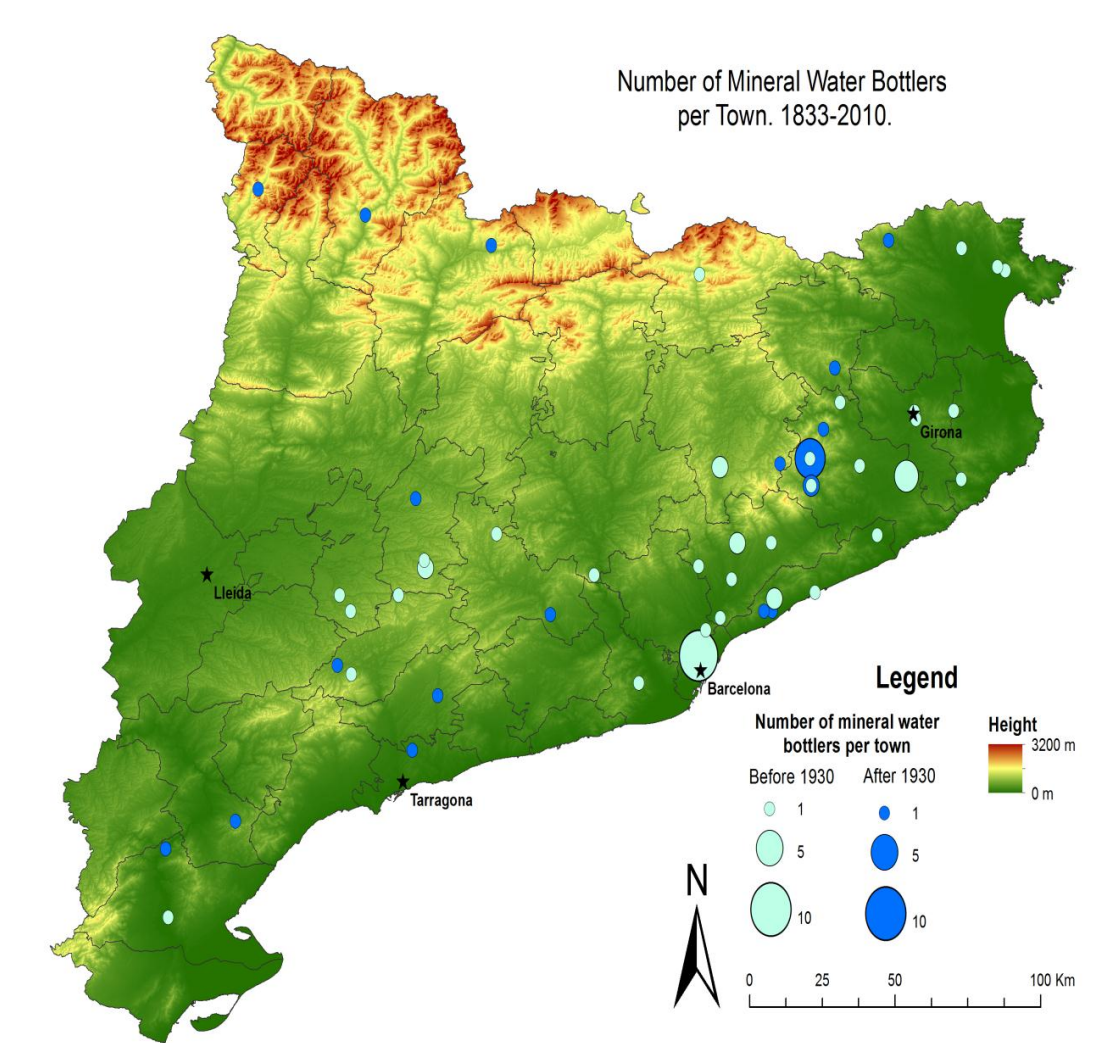 Number of Mineral Water Bottlers
per Town. 1833-2010.
Girona
Lleida
Barcelona
Tarragona
Legend
Number of mineral water
bottlers per town
Before 1930
After 1930
1
5
10
1
5
10
Height
3200 m
0 m
N
0 25 50 100 Km